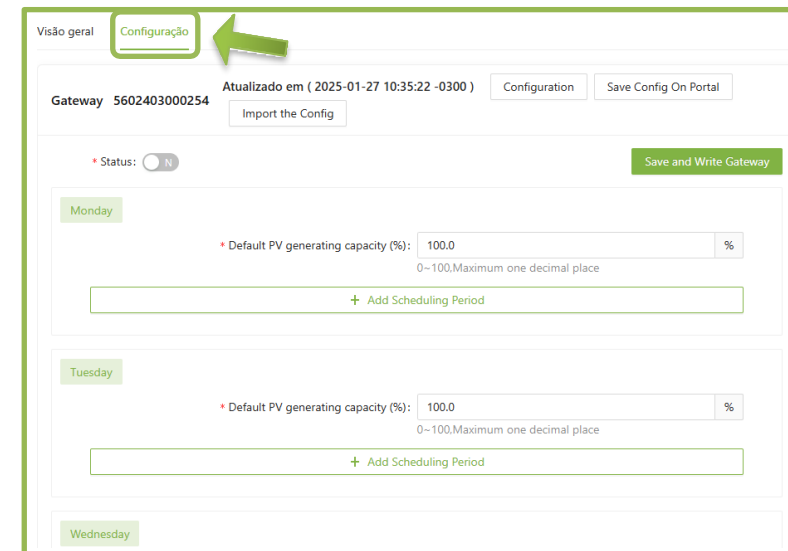 Visão geral Configuração
Gateway 5602403000254 Atualizado em ( 2025-01-27 10:35:22 -0300 ) Configuration Save Config On Portal
Import the Config
* Status: N Save and Write Gateway
Monday
* Default PV generating capacity (%): 100.0 %
0~100,Maximum one decimal place
+ Add Scheduling Period
Tuesday
* Default PV generating capacity (%): 100.0 %
0~100,Maximum one decimal place
+ Add Scheduling Period
Wednesday